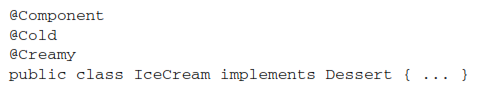 @Component
@Cold
@Creamy
public class IceCream implements Dessert { ... }